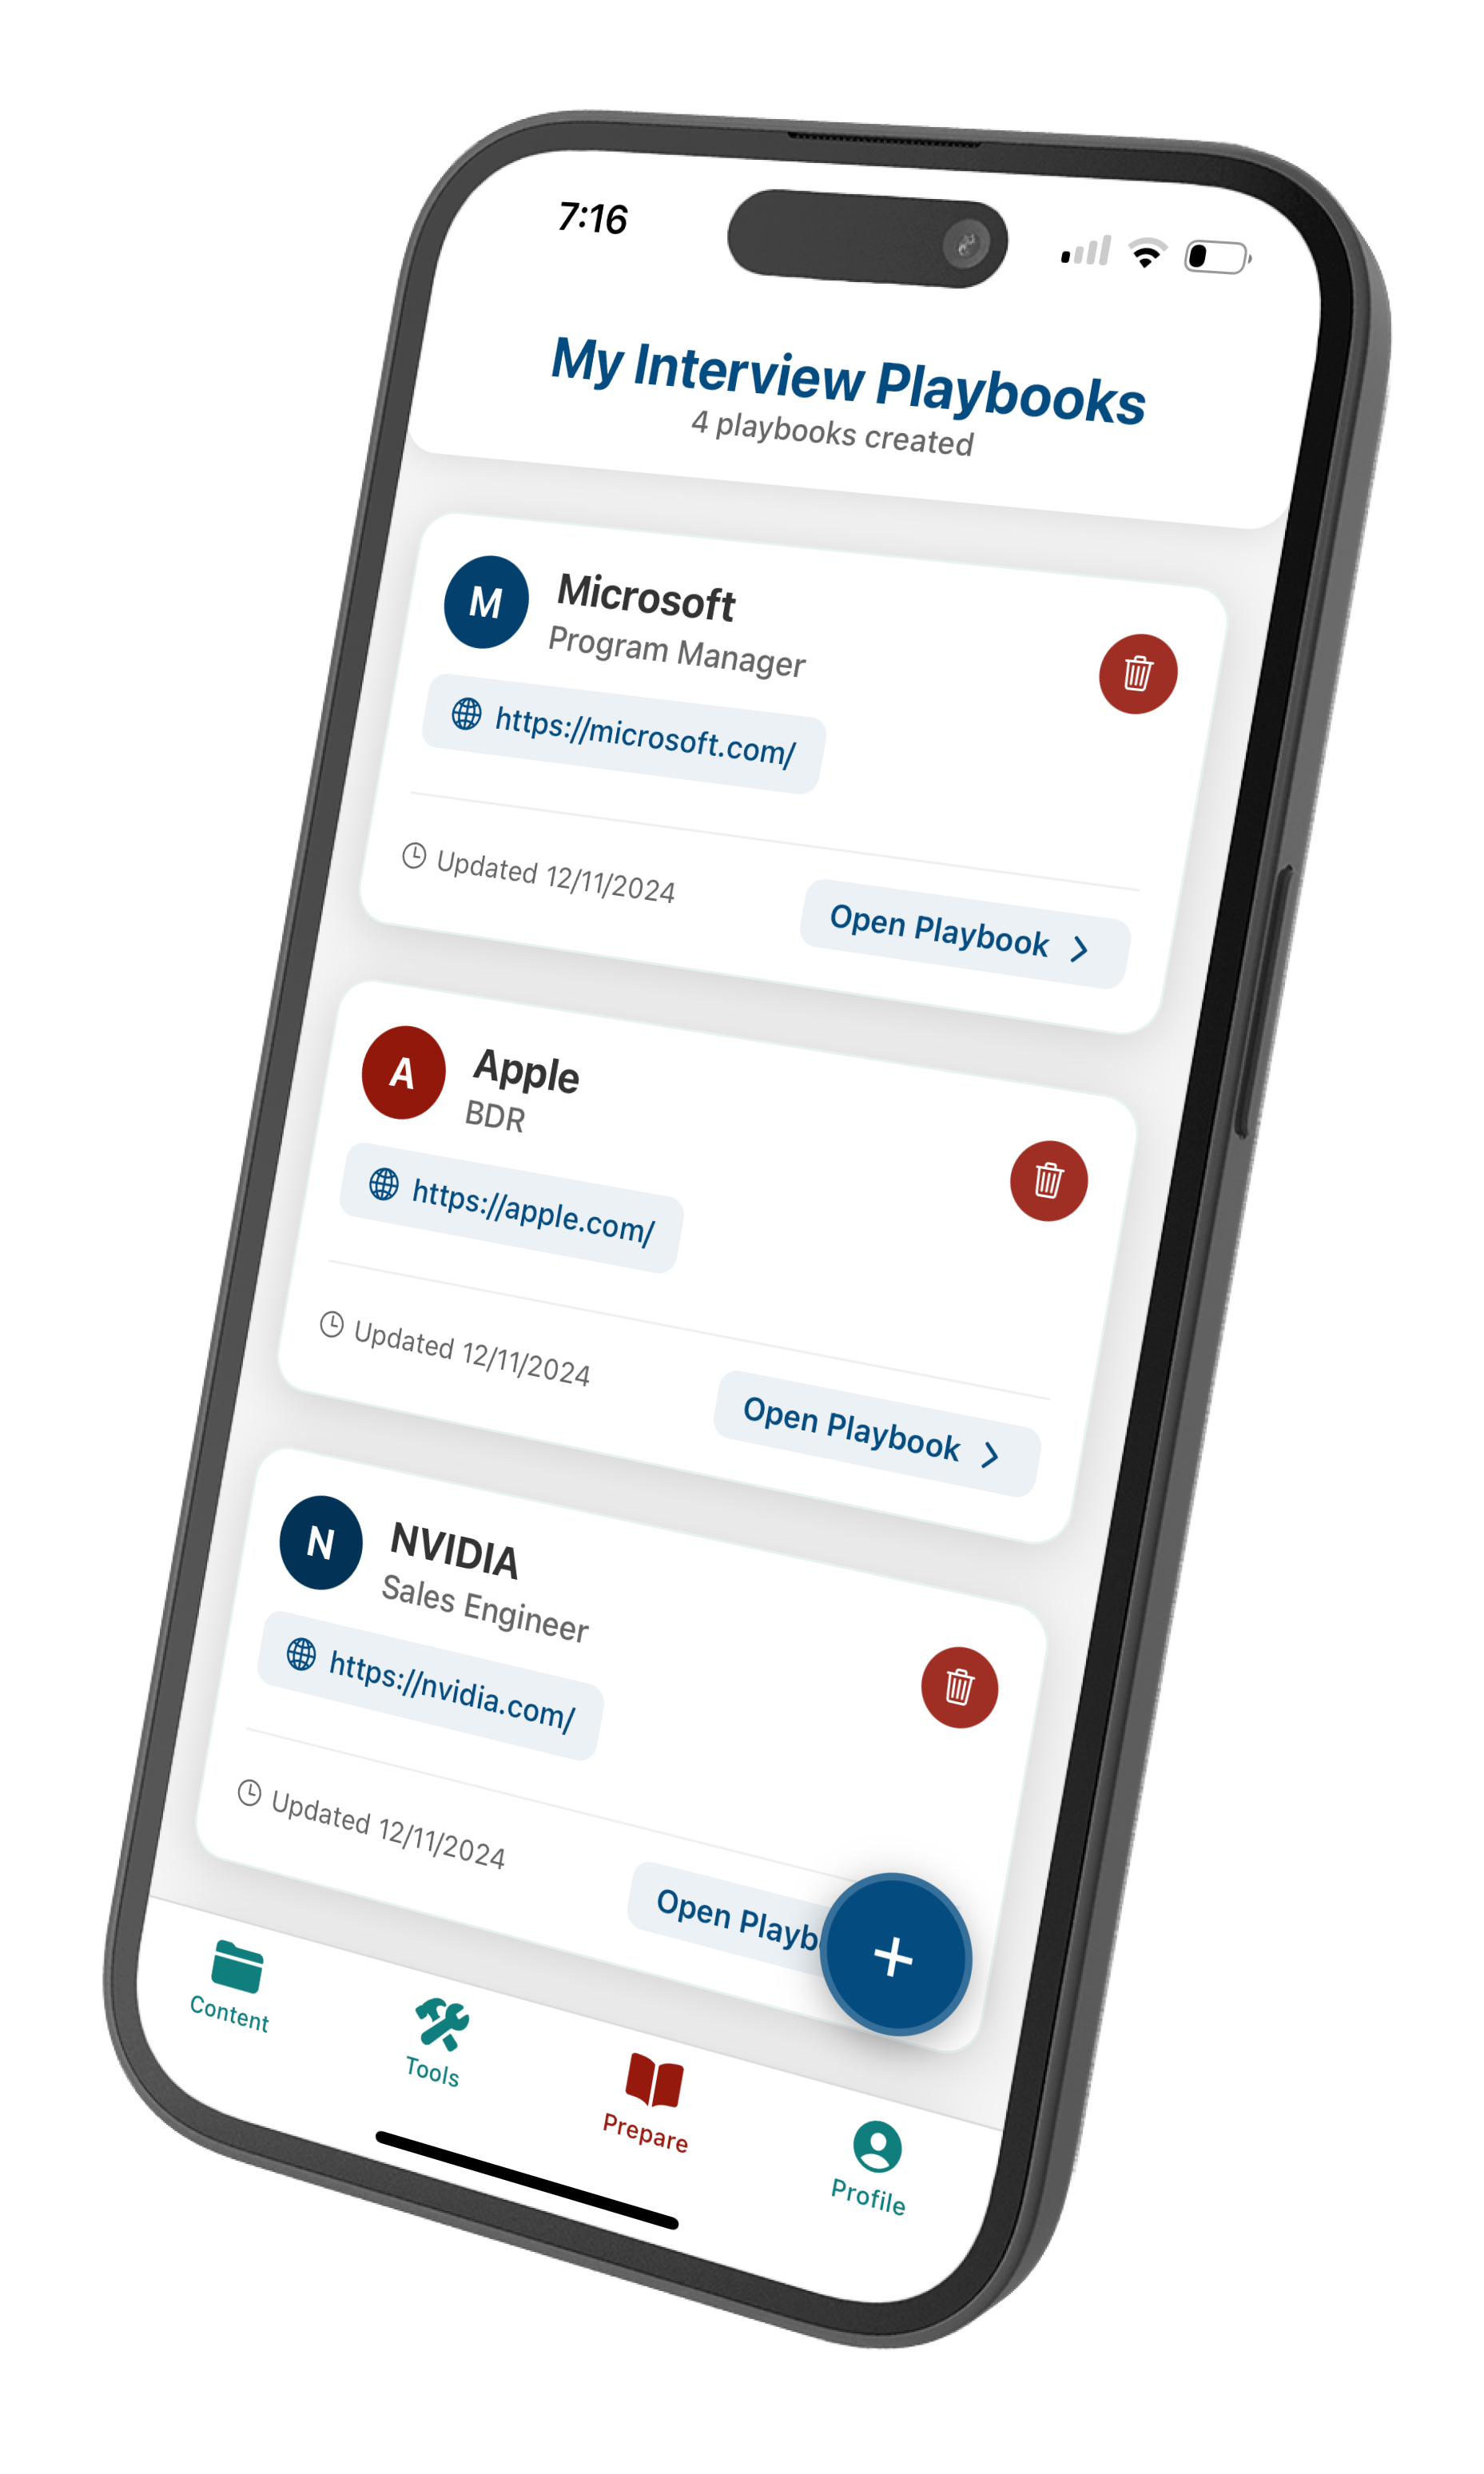 7:16
My Interview Playbooks
4 playbooks created
M
Microsoft
Program Manager
https://microsoft.com/
Updated 12/11/2024
Open Playbook
A
Apple
BDR
https://apple.com/
Updated 12/11/2024
Open Playbook
N
NVIDIA
Sales Engineer
https://nvidia.com/
Updated 12/11/2024
Open Playb
+
Content
Tools
Prepare
Profile